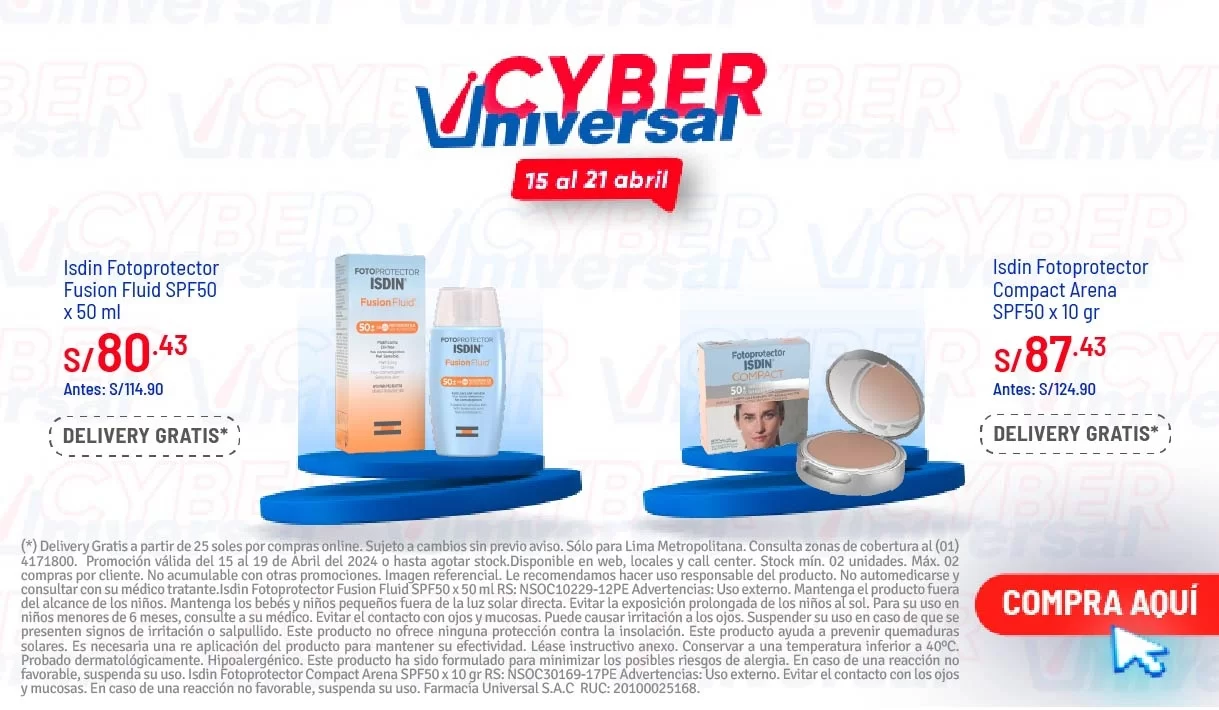 CYBER
Universal
15 al 21 abril
Isdin Fotoprotector
Fusion Fluid SPF50
x 50 ml
S/80.43
Antes: S/114.90
DELIVERY GRATIS*
FOTOPROTECTOR
ISDIN
Fusion Fluid
50+
FOTOPROTECTOR
ISDIN
Fusion Fluid
50+
Fotoprotector
ISDIN
COMPACT
50+
Isdin Fotoprotector
Compact Arena
SPF50 x 10 gr
S/87.43
Antes: S/124.90
DELIVERY GRATIS*
(*) Delivery Gratis a partir de 25 soles por compras online. Sujeto a cambios sin previo aviso. Sólo para Lima Metropolitana. Consulta zonas de cobertura al (01)
4171800. Promoción válida del 15 al 19 de Abril del 2024 o hasta agotar stock.Disponible en web, locales y call center. Stock mín. 02 unidades. Máx. 02
compras por cliente. No acumulable con otras promociones. Imagen referencial. Le recomendamos hacer uso responsable del producto. No automedicarse y
consultar con su médico tratante.Isdin Fotoprotector Fusion Fluid SPF50 x 50 ml RS: NSOC10229-12PE Advertencias: Uso externo. Mantenga el producto fuera
del alcance de los niños. Mantenga los bebés y niños pequeños fuera de la luz solar directa. Evitar la exposición prolongada de los niños al sol. Para su uso en
niños menores de 6 meses, consulte a su médico. Evitar el contacto con ojos y mucosas. Puede causar irritación a los ojos. Suspender su uso en caso de que se
presenten signos de irritación o salpullido. Este producto no ofrece ninguna protección contra la insolación. Este producto ayuda a prevenir quemaduras
solares. Es necesaria una re aplicación del producto para mantener su efectividad. Léase instructivo anexo. Conservar a una temperatura inferior a 40ºC.
Probado dermatológicamente. Hipoalergénico. Este producto ha sido formulado para minimizar los posibles riesgos de alergia. En caso de una reacción no
favorable, suspenda su uso. Isdin Fotoprotector Compact Arena SPF50 x 10 gr RS: NSOC30169-17PE Advertencias: Uso externo. Evitar el contacto con los ojos
y mucosas. En caso de una reacción no favorable, suspenda su uso. Farmacia Universal S.A.C RUC: 20100025168.
COMPRA AQUÍ